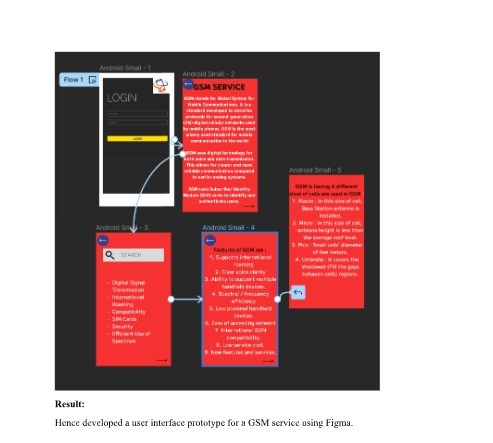 Android Small - 1
Android Small - 2
Flow 1
LOGIN
LOGIN
GSM SERVICE
GSM stands for Global System for
Mobile Communications. It is a
standard developed to describe
protocols for second-generation
(2G) digital cellular networks used
by mobile phones. GSM is the most
widely used standard for mobile
communication in the world
GSM uses digital technology for
both voice and data transmission.
This allows for clearer and more
reliable communication compared
to earlier analog systems.
GSM uses Subscriber Identity
Module (SIM) cards to identify and
authenticate users.
Android Small - 5
GSM is having 4 different
sizes of cells are used in GSM
1. Macro : In this size of cell,
Base Station antenna is
installed.
2. Micro : In this size of cell,
antenna height is less than
the average roof level.
3. Pico : Small cells' diameter
of few meters.
4. Umbrella : It covers the
shadowed (Fill the gaps
between cells) regions.
Android Small - 3
SEARCH
- Digital Signal
Transmission
- International
Roaming
- Compatibility
- SIM Cards
- Security
- Efficient Use of
Spectrum
Android Small - 4
Features of GSM are :
1. Supports international
roaming
2. Clear voice clarity
3. Ability to support multiple
handheld devices.
4. Spectral / frequency
efficiency
5. Low powered handheld
devices.
6. Ease of accessing network
7. International ISDN
compatibility.
8. Low service cost.
9. New features and services.
Result:
Hence developed a user interface prototype for a GSM service using Figma.